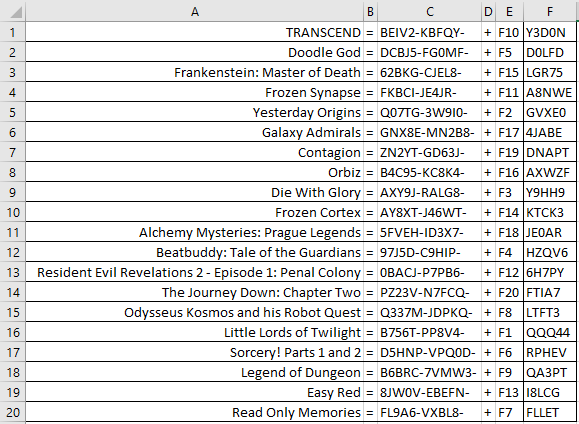 A B C D E F
1 TRANSCEND = BEIV2-KBFQY- + F10 Y3D0N
2 Doodle God = DCBJ5-FG0MF- + F5 D0LFD
3 Frankenstein: Master of Death = 62BKG-CJEL8- + F15 LGR75
4 Frozen Synapse = FKBCI-JE4JR- + F11 A8NWE
5 Yesterday Origins = Q07TG-3W9I0- + F2 GVXE0
6 Galaxy Admirals = GNX8E-MN2B8- + F17 4JABE
7 Contagion = ZN2YT-GD63J- + F19 DNAPT
8 Orbiz = B4C95-KC8K4- + F16 AXWZF
9 Die With Glory = AXY9J-RALG8- + F3 Y9HH9
10 Frozen Cortex = AY8XT-J46WT- + F14 KTCK3
11 Alchemy Mysteries: Prague Legends = 5FVEH-ID3X7- + F18 JE0AR
12 Beatbuddy: Tale of the Guardians = 97J5D-C9HIP- + F4 HZQV6
13 Resident Evil Revelations 2 - Episode 1: Penal Colony = 0BACJ-P7PB6- + F12 6H7PY
14 The Journey Down: Chapter Two = PZ23V-N7FCQ- + F20 FTIA7
15 Odysseus Kosmos and his Robot Quest = Q337M-JDPKQ- + F8 LTFT3
16 Little Lords of Twilight = B756T-PP8V4- + F1 QQQ44
17 Sorcery! Parts 1 and 2 = D5HNP-VPQ0D- + F6 RPHEV
18 Legend of Dungeon = B6BRC-7VMW3- + F9 QA3PT
19 Easy Red = 8JW0V-EBEFN- + F13 I8LCG
20 Read Only Memories = FL9A6-VXBL8- + F7 FLLET